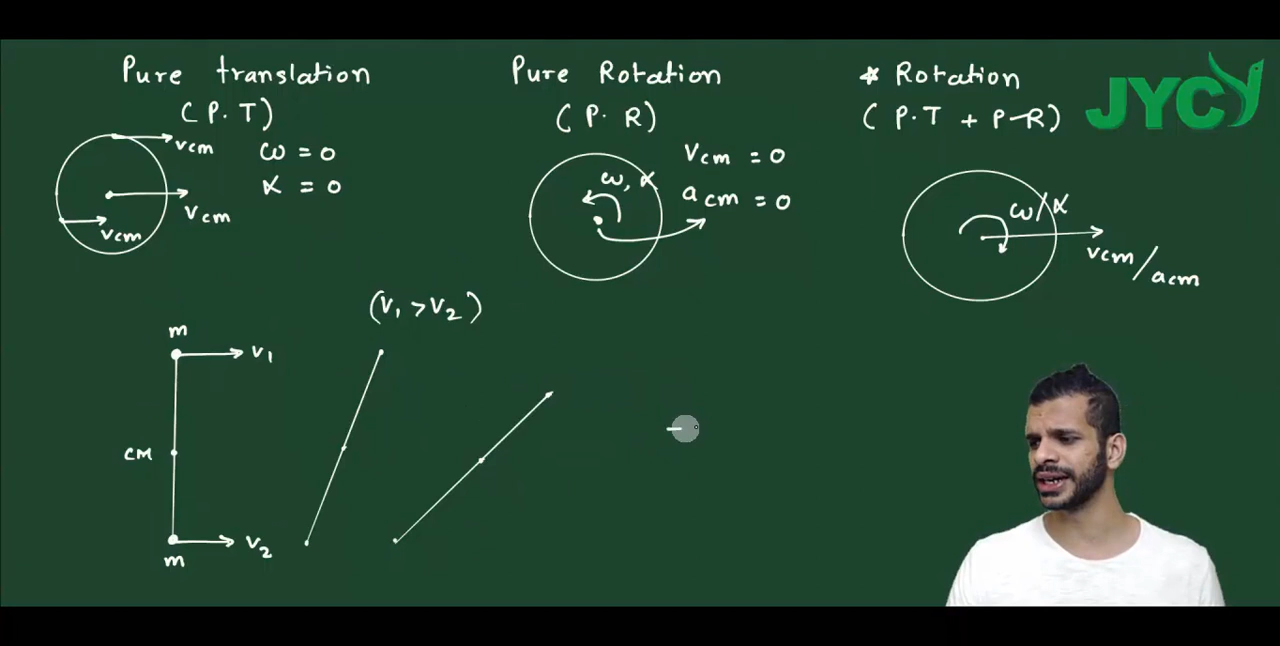 Pure translation
(P.T)
vcm
ω = 0
α = 0
vcm
vcm
Pure Rotation
(P.R)
ω, α
vcm = 0
acm = 0
* Rotation
(P.T + P-R)
ω/α
vcm/acm
JYC
(v1 > v2)
m
v1
CM
v2
m